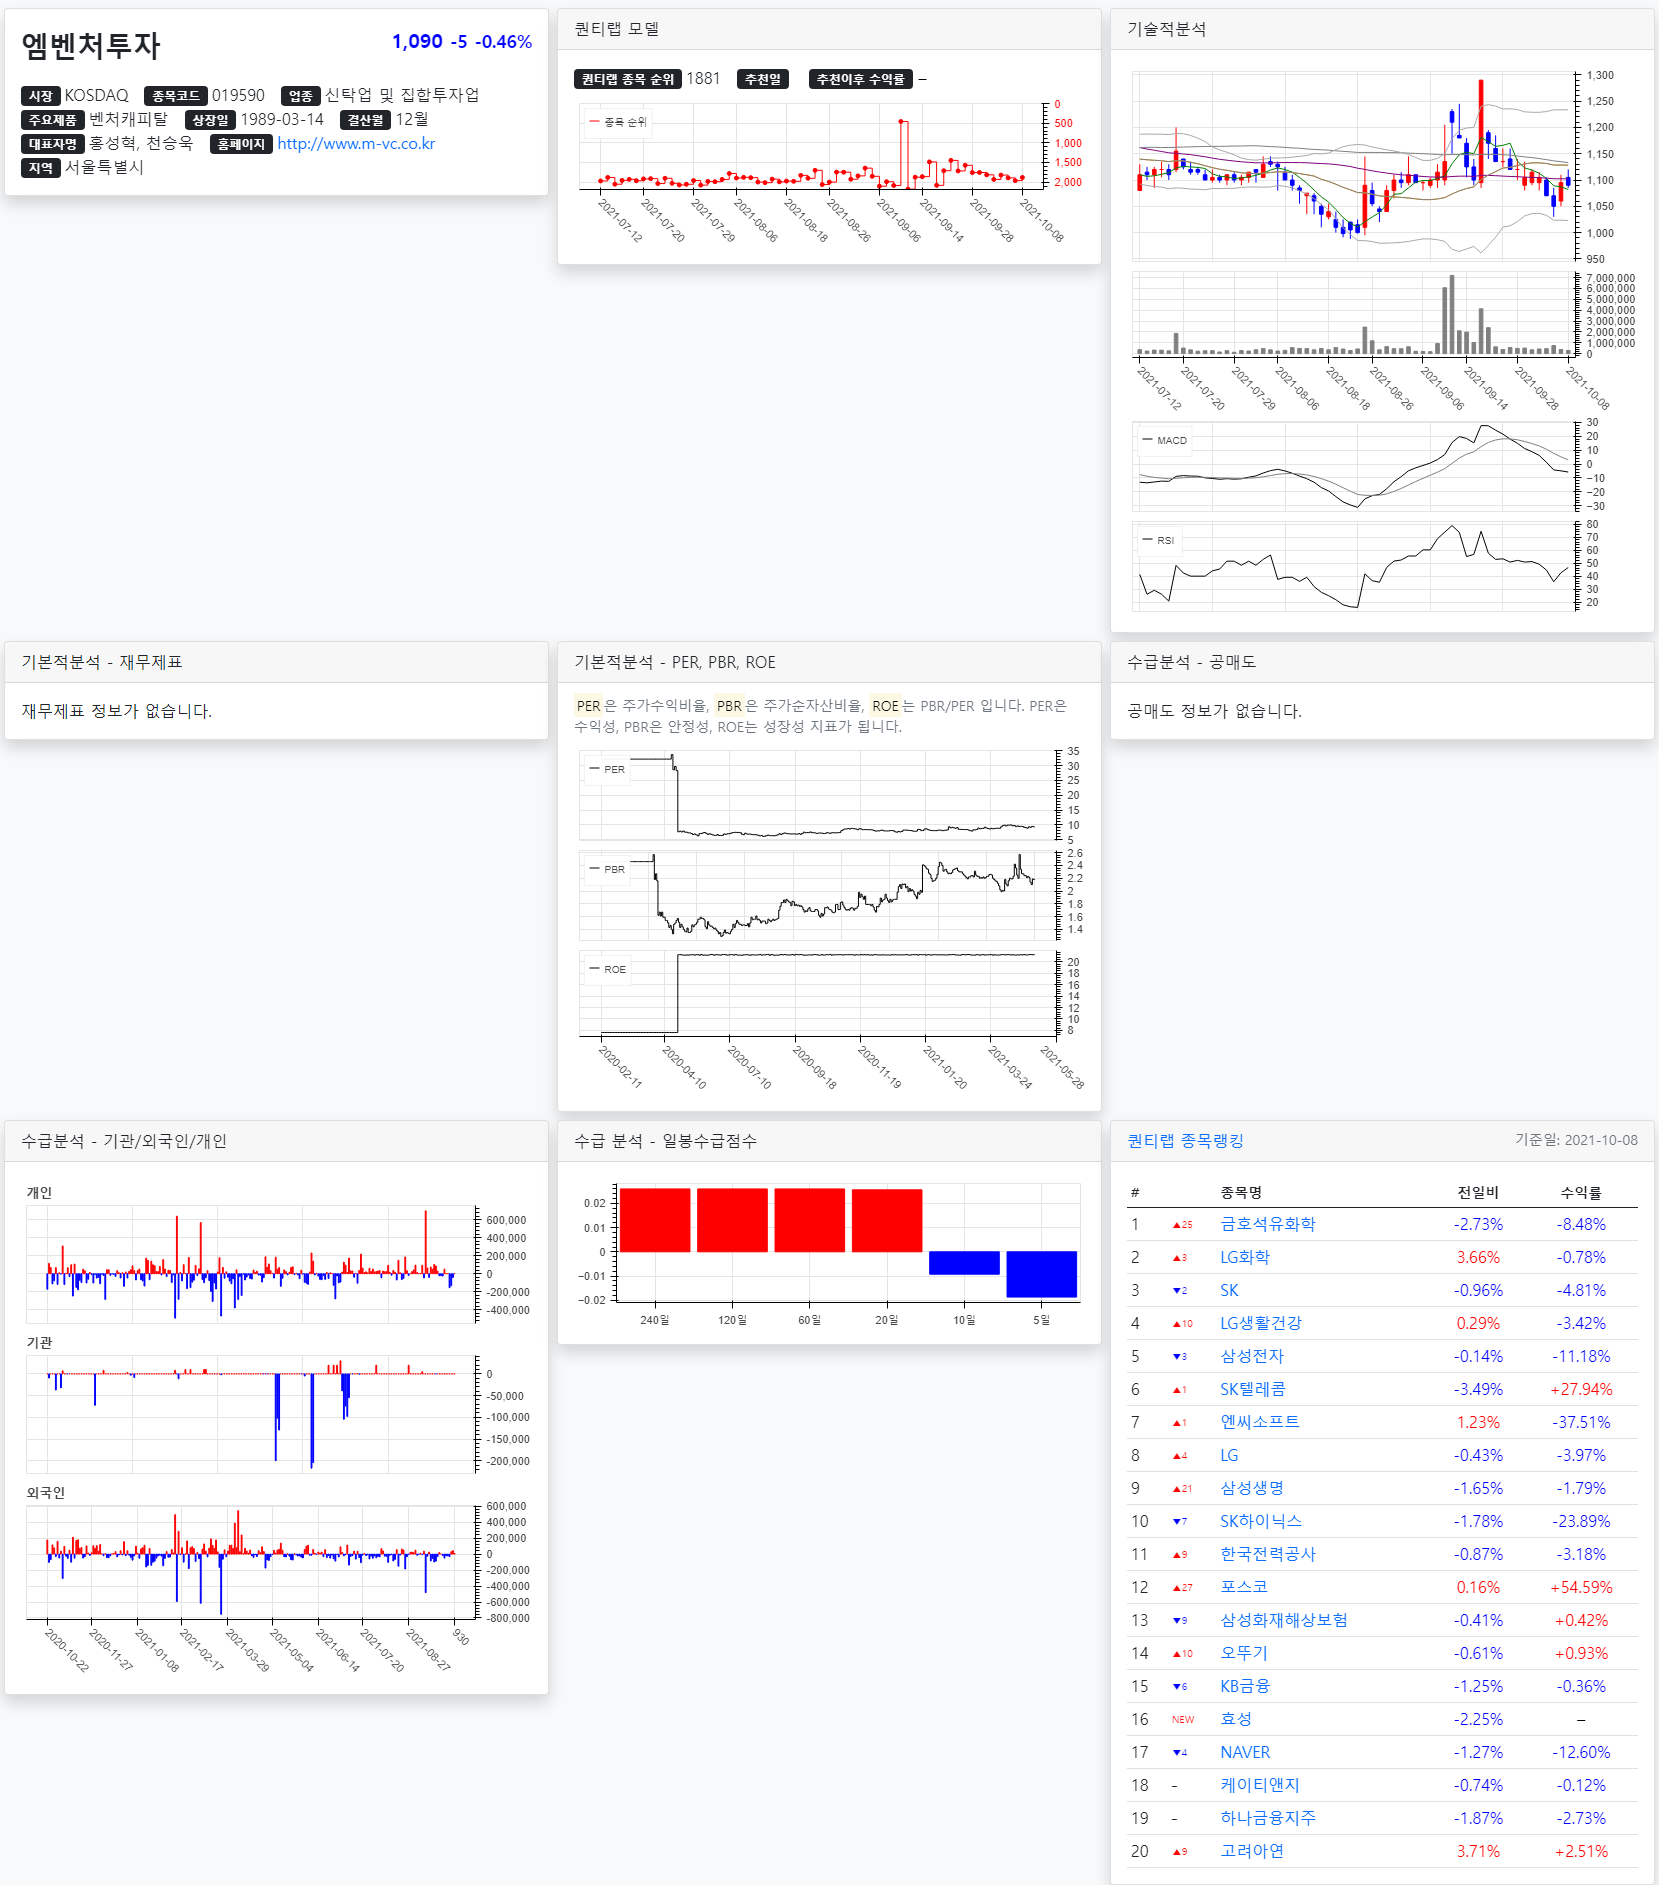 엠벤처투자
1,090 -5 -0.46%
시장 KOSDAQ 종목코드 019590 업종 신탁업 및 집합투자업
주요제품 벤처캐피탈 상장일 1989-03-14 결산월 12월
대표자명 홍성혁, 천승욱 홈페이지 http://www.m-vc.co.kr
지역 서울특별시
퀀티랩 모델
퀀티랩 종목 순위 1881 추천일 추천이후 수익률 –
종목 순위
0
500
1,000
1,500
2,000
2021-07-12
2021-07-20
2021-07-29
2021-08-06
2021-08-18
2021-08-26
2021-09-06
2021-09-14
2021-09-28
2021-10-08
기술적분석
1,300
1,250
1,200
1,150
1,100
1,050
1,000
950
7,000,000
6,000,000
5,000,000
4,000,000
3,000,000
2,000,000
1,000,000
0
2021-07-12
2021-07-20
2021-07-29
2021-08-06
2021-08-18
2021-08-26
2021-09-06
2021-09-14
2021-09-28
2021-10-08
MACD
30
20
10
0
−10
−20
−30
RSI
80
70
60
50
40
30
20
기본적분석 - 재무제표
재무제표 정보가 없습니다.
기본적분석 - PER, PBR, ROE
PER은 주가수익비율, PBR은 주가순자산비율, ROE는 PBR/PER 입니다. PER은
수익성, PBR은 안정성, ROE는 성장성 지표가 됩니다.
PER
35
30
25
20
15
10
5
PBR
2.6
2.4
2.2
2
1.8
1.6
1.4
ROE
20
18
16
14
12
10
8
2020-02-11
2020-04-10
2020-07-10
2020-09-18
2020-11-19
2021-01-20
2021-03-24
2021-05-28
수급분석 - 공매도
공매도 정보가 없습니다.
수급분석 - 기관/외국인/개인
개인
600,000
400,000
200,000
0
-200,000
-400,000
기관
0
-50,000
-100,000
-150,000
-200,000
외국인
600,000
400,000
200,000
0
-200,000
-400,000
-600,000
-800,000
2020-10-22
2020-11-27
2021-01-08
2021-02-17
2021-03-29
2021-05-04
2021-06-14
2021-07-20
2021-08-27
930
수급 분석 - 일봉수급점수
0.02
0.01
0
−0.01
−0.02
240일
120일
60일
20일
10일
5일
퀀티랩 종목랭킹 기준일: 2021-10-08
# 종목명 전일비 수익률
1 ▲25 금호석유화학 -2.73% -8.48%
2 ▲3 LG화학 3.66% -0.78%
3 ▼2 SK -0.96% -4.81%
4 ▲10 LG생활건강 0.29% -3.42%
5 ▼3 삼성전자 -0.14% -11.18%
6 ▲1 SK텔레콤 -3.49% +27.94%
7 ▲1 엔씨소프트 1.23% -37.51%
8 ▲4 LG -0.43% -3.97%
9 ▲21 삼성생명 -1.65% -1.79%
10 ▼7 SK하이닉스 -1.78% -23.89%
11 ▲9 한국전력공사 -0.87% -3.18%
12 ▲27 포스코 0.16% +54.59%
13 ▼9 삼성화재해상보험 -0.41% +0.42%
14 ▲10 오뚜기 -0.61% +0.93%
15 ▼6 KB금융 -1.25% -0.36%
16 NEW 효성 -2.25% –
17 ▼4 NAVER -1.27% -12.60%
18 - 케이티앤지 -0.74% -0.12%
19 - 하나금융지주 -1.87% -2.73%
20 ▲9 고려아연 3.71% +2.51%